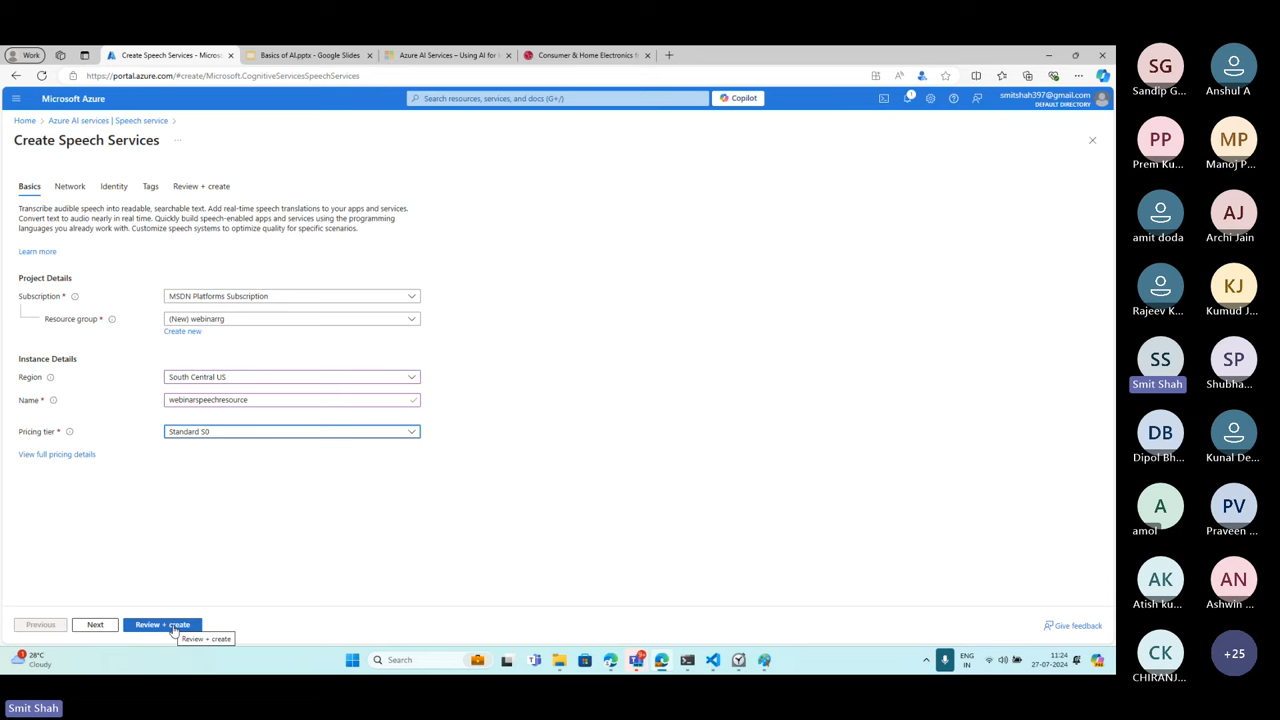 Work
Create Speech Services - Micros
Basics of AI.pptx - Google Slides
Azure AI Services – Using AI for
Consumer & Home Electronics
https://portal.azure.com/#create/Microsoft.CognitiveServicesSpeechServices
Microsoft Azure
Search resources, services, and docs (G+/)
Copilot
1
smitshah397@gmail.com
DEFAULT DIRECTORY
Home > Azure AI services | Speech service >
Create Speech Services ...
Basics
Network
Identity
Tags
Review + create
Transcribe audible speech into readable, searchable text. Add real-time speech translations to your apps and services.
Convert text to audio nearly in real time. Quickly build speech-enabled apps and services using the programming
languages you already work with. Customize speech systems to optimize quality for specific scenarios.
Learn more
Project Details
Subscription *
MSDN Platforms Subscription
Resource group *
(New) webinarrg
Create new
Instance Details
Region
South Central US
Name *
webinarspeechresource
Pricing tier *
Standard S0
View full pricing details
Previous
Next
Review + create
Review + create
Give feedback
1
28°C
Cloudy
Search
ENG
IN
11:24
27-07-2024
Smit Shah
SG
Sandip G...
Anshul A
PP
Prem Ku...
MP
Manoj P...
amit doda
AJ
Archi Jain
Rajeev K...
KJ
Kumud J...
SS
Smit Shah
SP
Shubha...
DB
Dipol Bh...
Kunal De...
A
amol
PV
Praveen ...
AK
Atish ku...
AN
Ashwin ...
CK
CHIRANJ...
+25